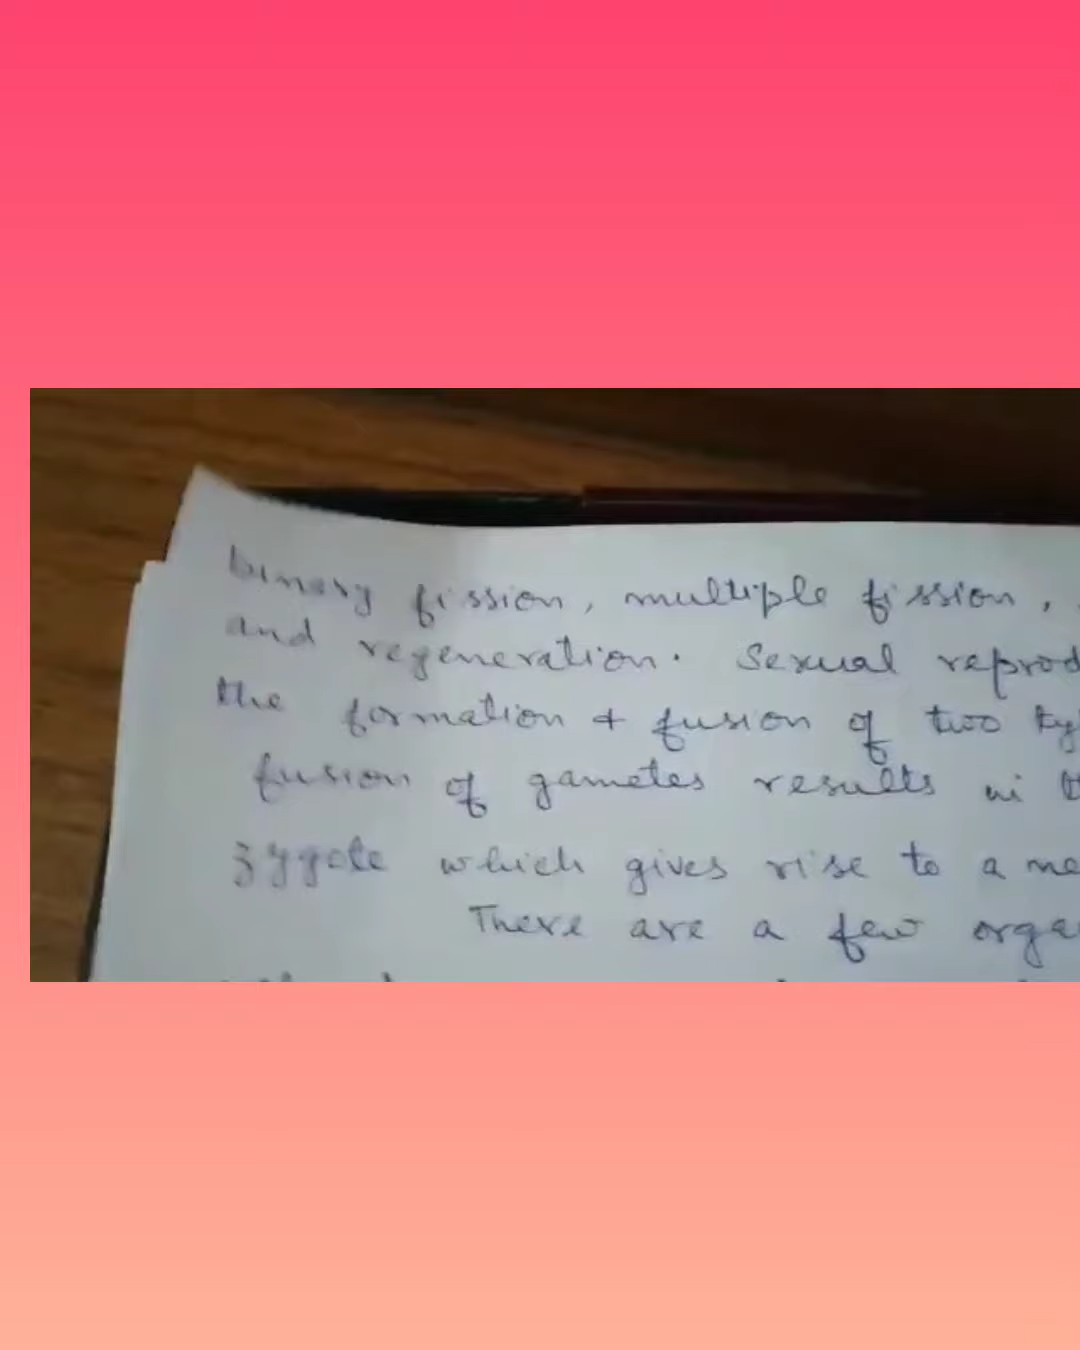 binary fission, multiple fission,
and regeneration. Sexual reprod
the formation + fusion of two ty
fusion of gametes results in t
zygote which gives rise to a ne
There are a few orga